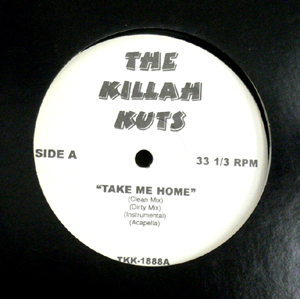 THE
KILLAH
KUTS
SIDE A
33 1/3 RPM
"TAKE ME HOME"
(Clean Mix)
(Dirty Mix)
(Instrumental)
(Acapella)
TKK-1888A